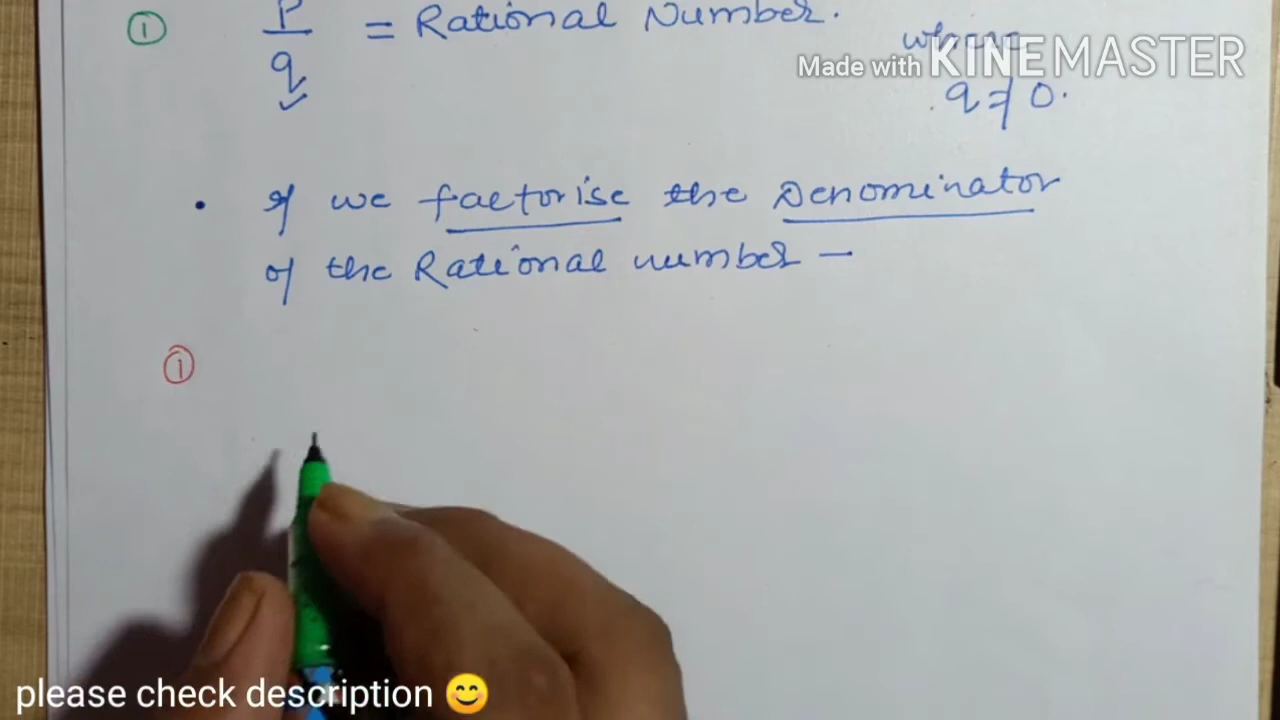 ① P/q = Rational Number. where
Made with KINEMASTER
q ≠ 0.
• If we factorise the Denominator
of the Rational number —
①
please check description 😊